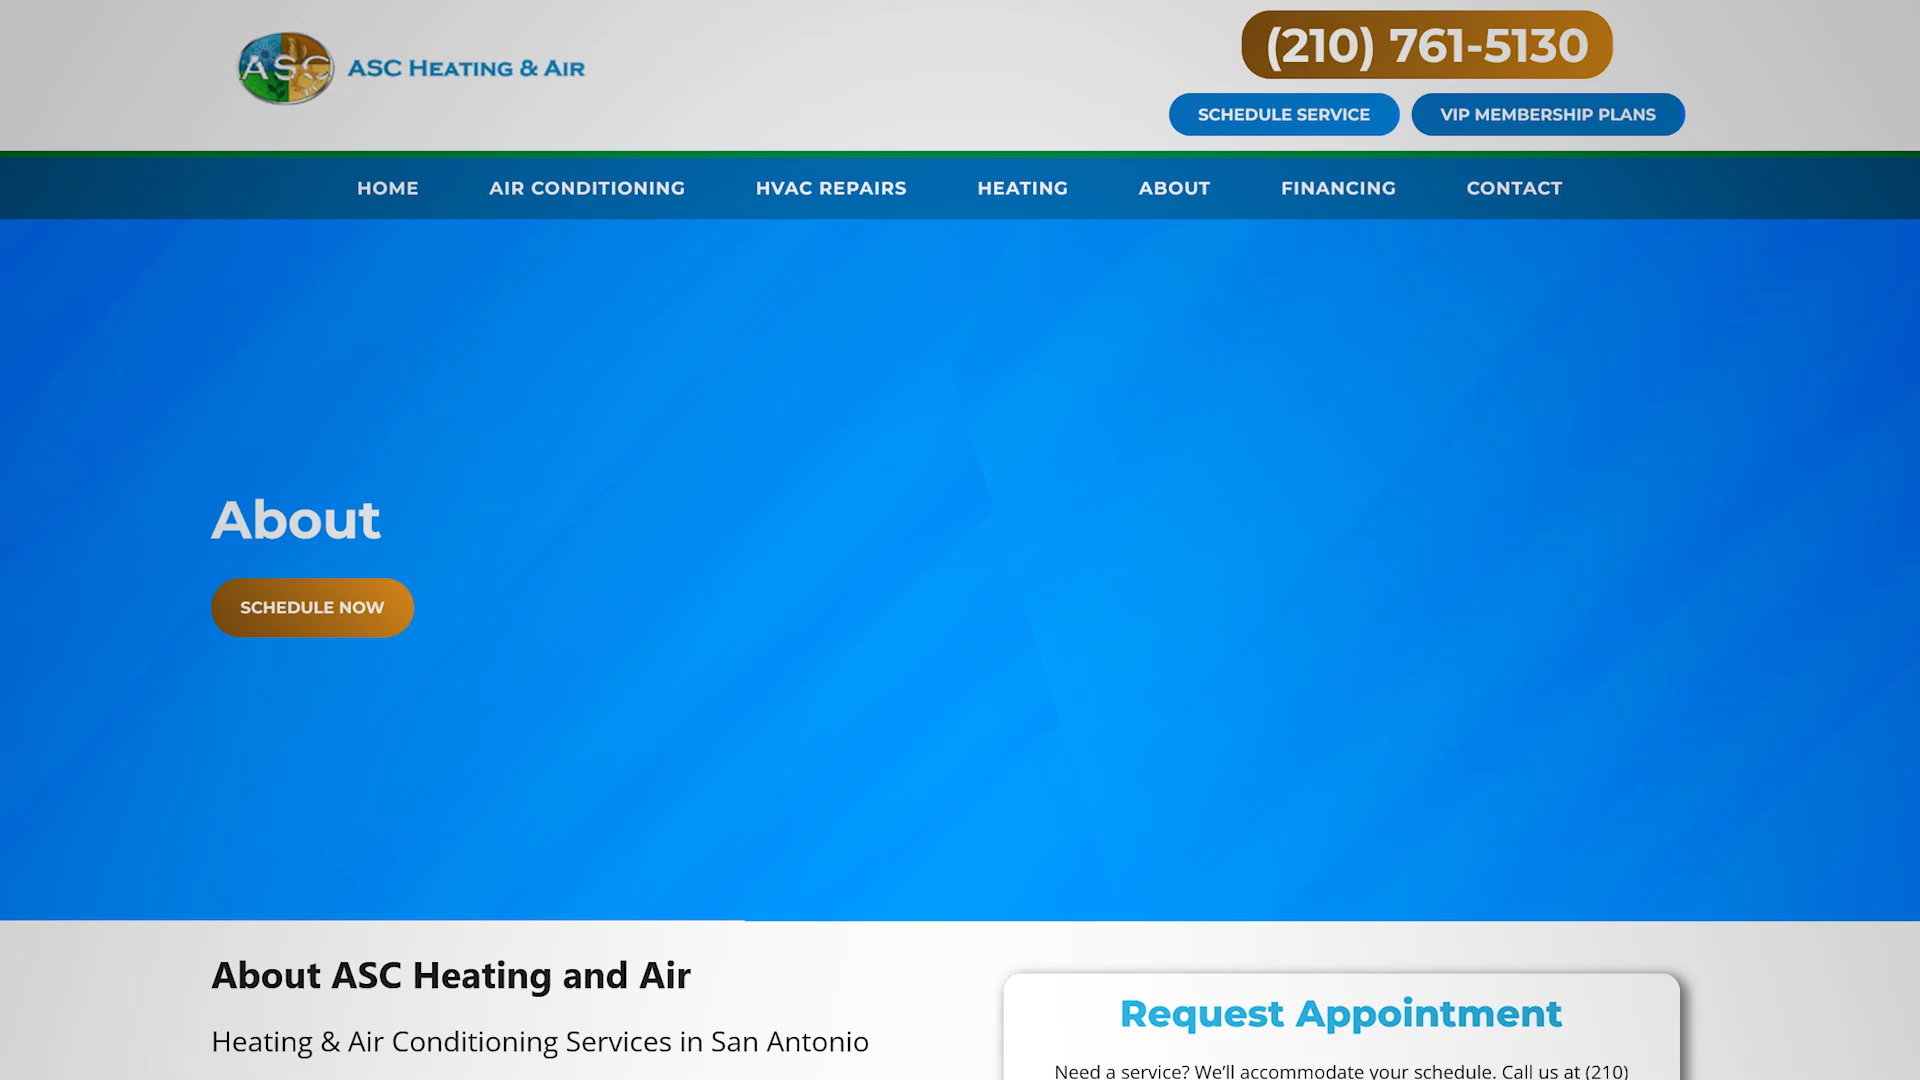 ASC
ASC HEATING & AIR
(210) 761-5130
SCHEDULE SERVICE
VIP MEMBERSHIP PLANS
HOME
AIR CONDITIONING
HVAC REPAIRS
HEATING
ABOUT
FINANCING
CONTACT
About
SCHEDULE NOW
About ASC Heating and Air
Heating & Air Conditioning Services in San Antonio
Request Appointment
Need a service? We’ll accommodate your schedule. Call us at (210)